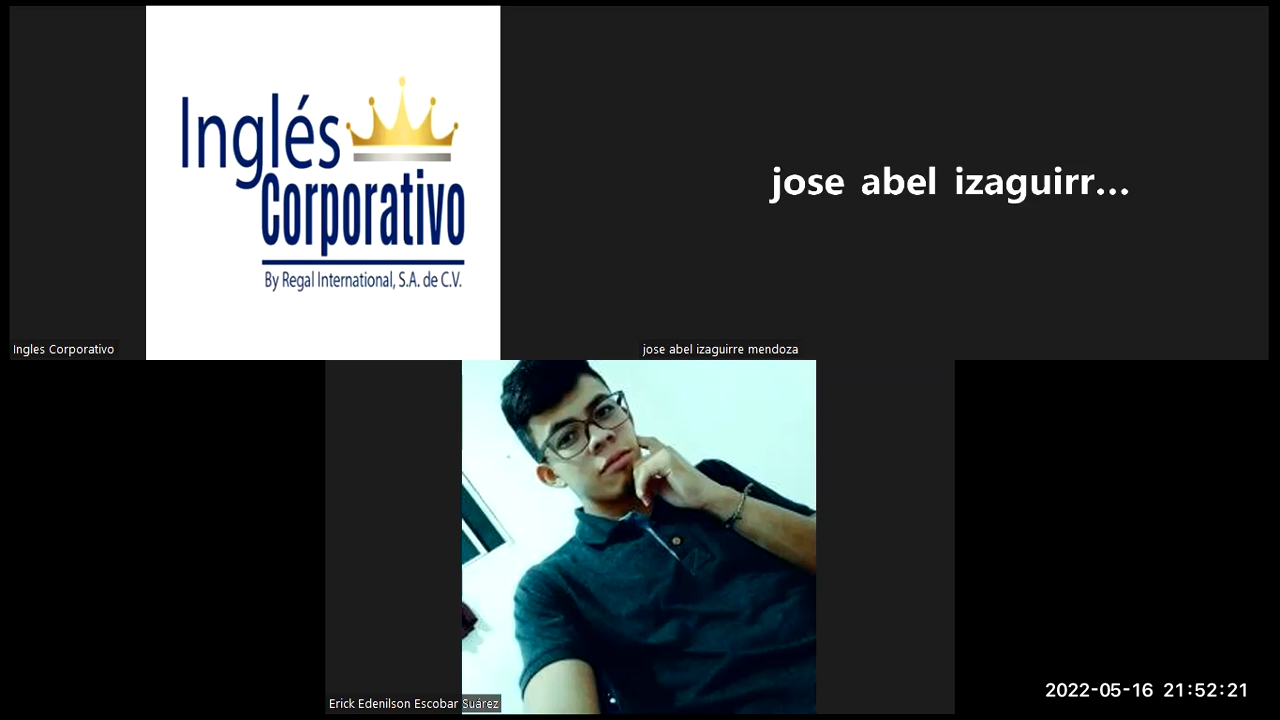 Inglés
Corporativo
By Regal International, S.A. de C.V.
jose abel izaguirr...
Ingles Corporativo
jose abel izaguirre mendoza
Erick Edenilson Escobar Suárez
2022-05-16 21:52:21